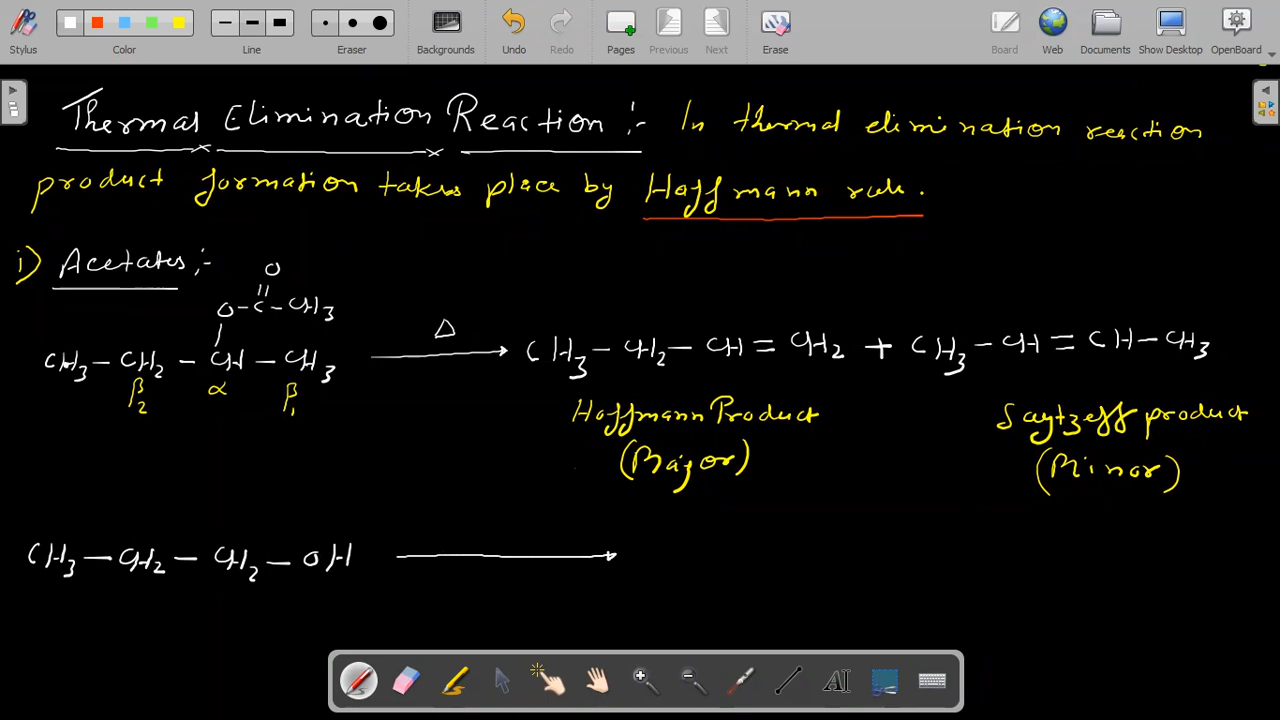 Stylus
Color
Line
Eraser
Backgrounds
Undo
Redo
Pages
Previous
Next
Erase
Board
Web
Documents
Show Desktop
OpenBoard
Thermal Elimination Reaction :- In thermal elimination reaction
product formation takes place by Hoffmann rule.
i) Acetates :-
O
||
O-C-CH3
|
CH3-CH2-CH-CH3 Δ→ CH3-CH2-CH=CH2 + CH3-CH=CH-CH3
β2 α β1
Hoffmann Product Saytzeff product
(Major) (Minor)
CH3-CH2-CH2-OH →
AI